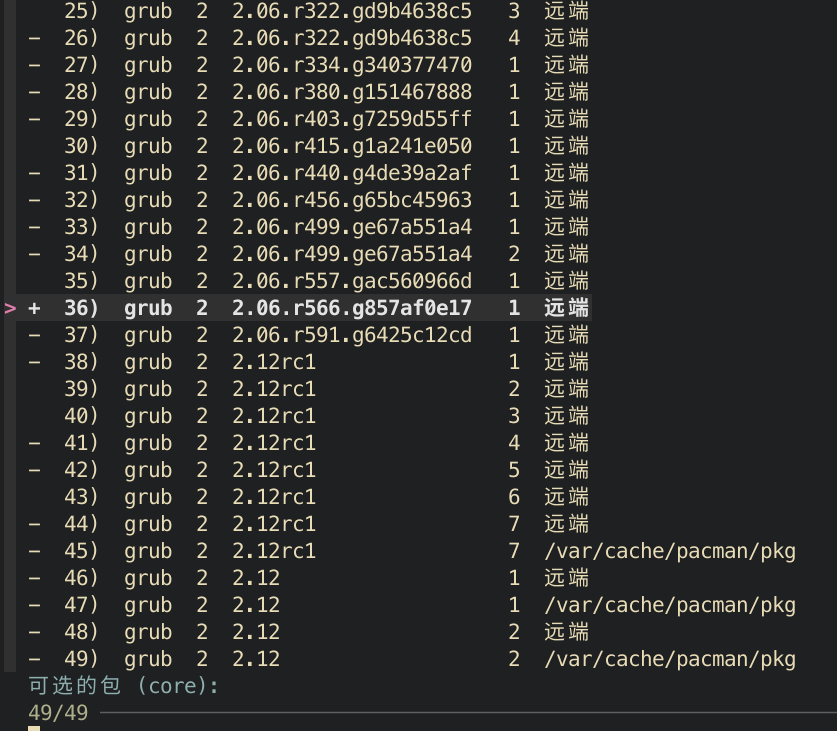 25) grub 2 2.06.r322.gd9b4638c5 3 远端
– 26) grub 2 2.06.r322.gd9b4638c5 4 远端
– 27) grub 2 2.06.r334.g340377470 1 远端
– 28) grub 2 2.06.r380.g151467888 1 远端
– 29) grub 2 2.06.r403.g7259d55ff 1 远端
30) grub 2 2.06.r415.g1a241e050 1 远端
– 31) grub 2 2.06.r440.g4de39a2af 1 远端
– 32) grub 2 2.06.r456.g65bc45963 1 远端
– 33) grub 2 2.06.r499.ge67a551a4 1 远端
– 34) grub 2 2.06.r499.ge67a551a4 2 远端
35) grub 2 2.06.r557.gac560966d 1 远端
> + 36) grub 2 2.06.r566.g857af0e17 1 远端
– 37) grub 2 2.06.r591.g6425c12cd 1 远端
– 38) grub 2 2.12rc1 1 远端
39) grub 2 2.12rc1 2 远端
40) grub 2 2.12rc1 3 远端
– 41) grub 2 2.12rc1 4 远端
– 42) grub 2 2.12rc1 5 远端
43) grub 2 2.12rc1 6 远端
– 44) grub 2 2.12rc1 7 远端
– 45) grub 2 2.12rc1 7 /var/cache/pacman/pkg
– 46) grub 2 2.12 1 远端
– 47) grub 2 2.12 1 /var/cache/pacman/pkg
– 48) grub 2 2.12 2 远端
– 49) grub 2 2.12 2 /var/cache/pacman/pkg
可选的包 (core):
49/49